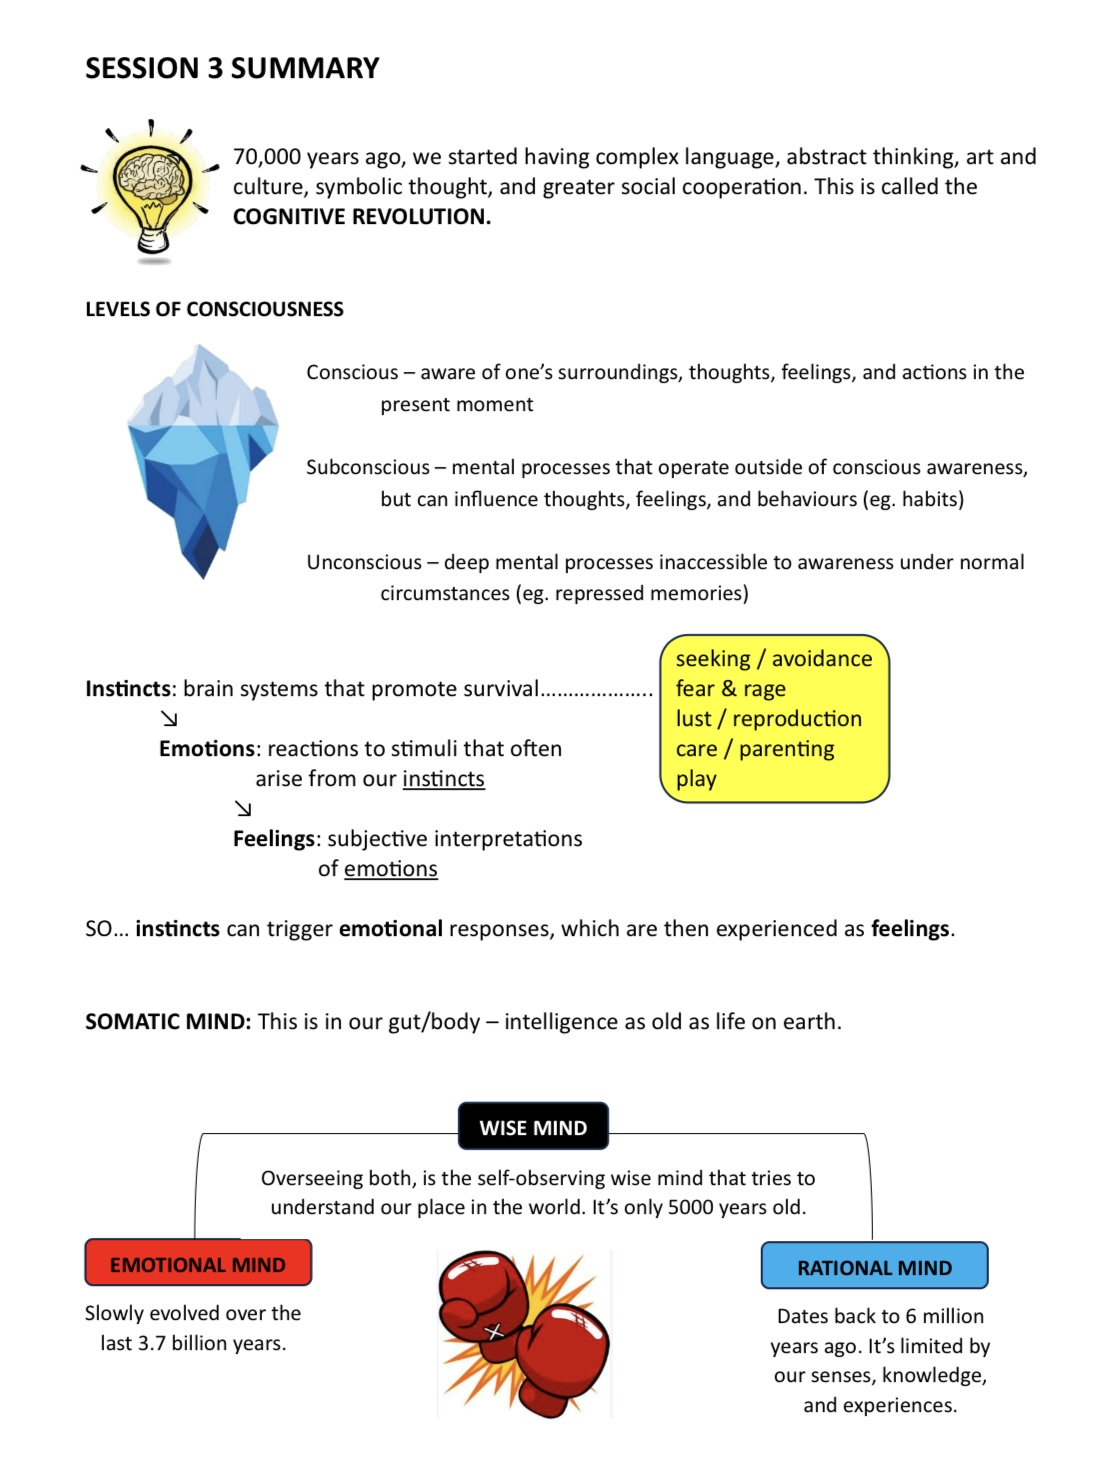 SESSION 3 SUMMARY
70,000 years ago, we started having complex language, abstract thinking, art and
culture, symbolic thought, and greater social cooperation. This is called the
COGNITIVE REVOLUTION.
LEVELS OF CONSCIOUSNESS
Conscious – aware of one’s surroundings, thoughts, feelings, and actions in the
present moment
Subconscious – mental processes that operate outside of conscious awareness,
but can influence thoughts, feelings, and behaviours (eg. habits)
Unconscious – deep mental processes inaccessible to awareness under normal
circumstances (eg. repressed memories)
Instincts: brain systems that promote survival………………..
seeking / avoidance
fear & rage
lust / reproduction
care / parenting
play
↘
Emotions: reactions to stimuli that often
arise from our instincts
↘
Feelings: subjective interpretations
of emotions
SO… instincts can trigger emotional responses, which are then experienced as feelings.
SOMATIC MIND: This is in our gut/body – intelligence as old as life on earth.
WISE MIND
Overseeing both, is the self-observing wise mind that tries to
understand our place in the world. It’s only 5000 years old.
EMOTIONAL MIND
Slowly evolved over the
last 3.7 billion years.
RATIONAL MIND
Dates back to 6 million
years ago. It’s limited by
our senses, knowledge,
and experiences.